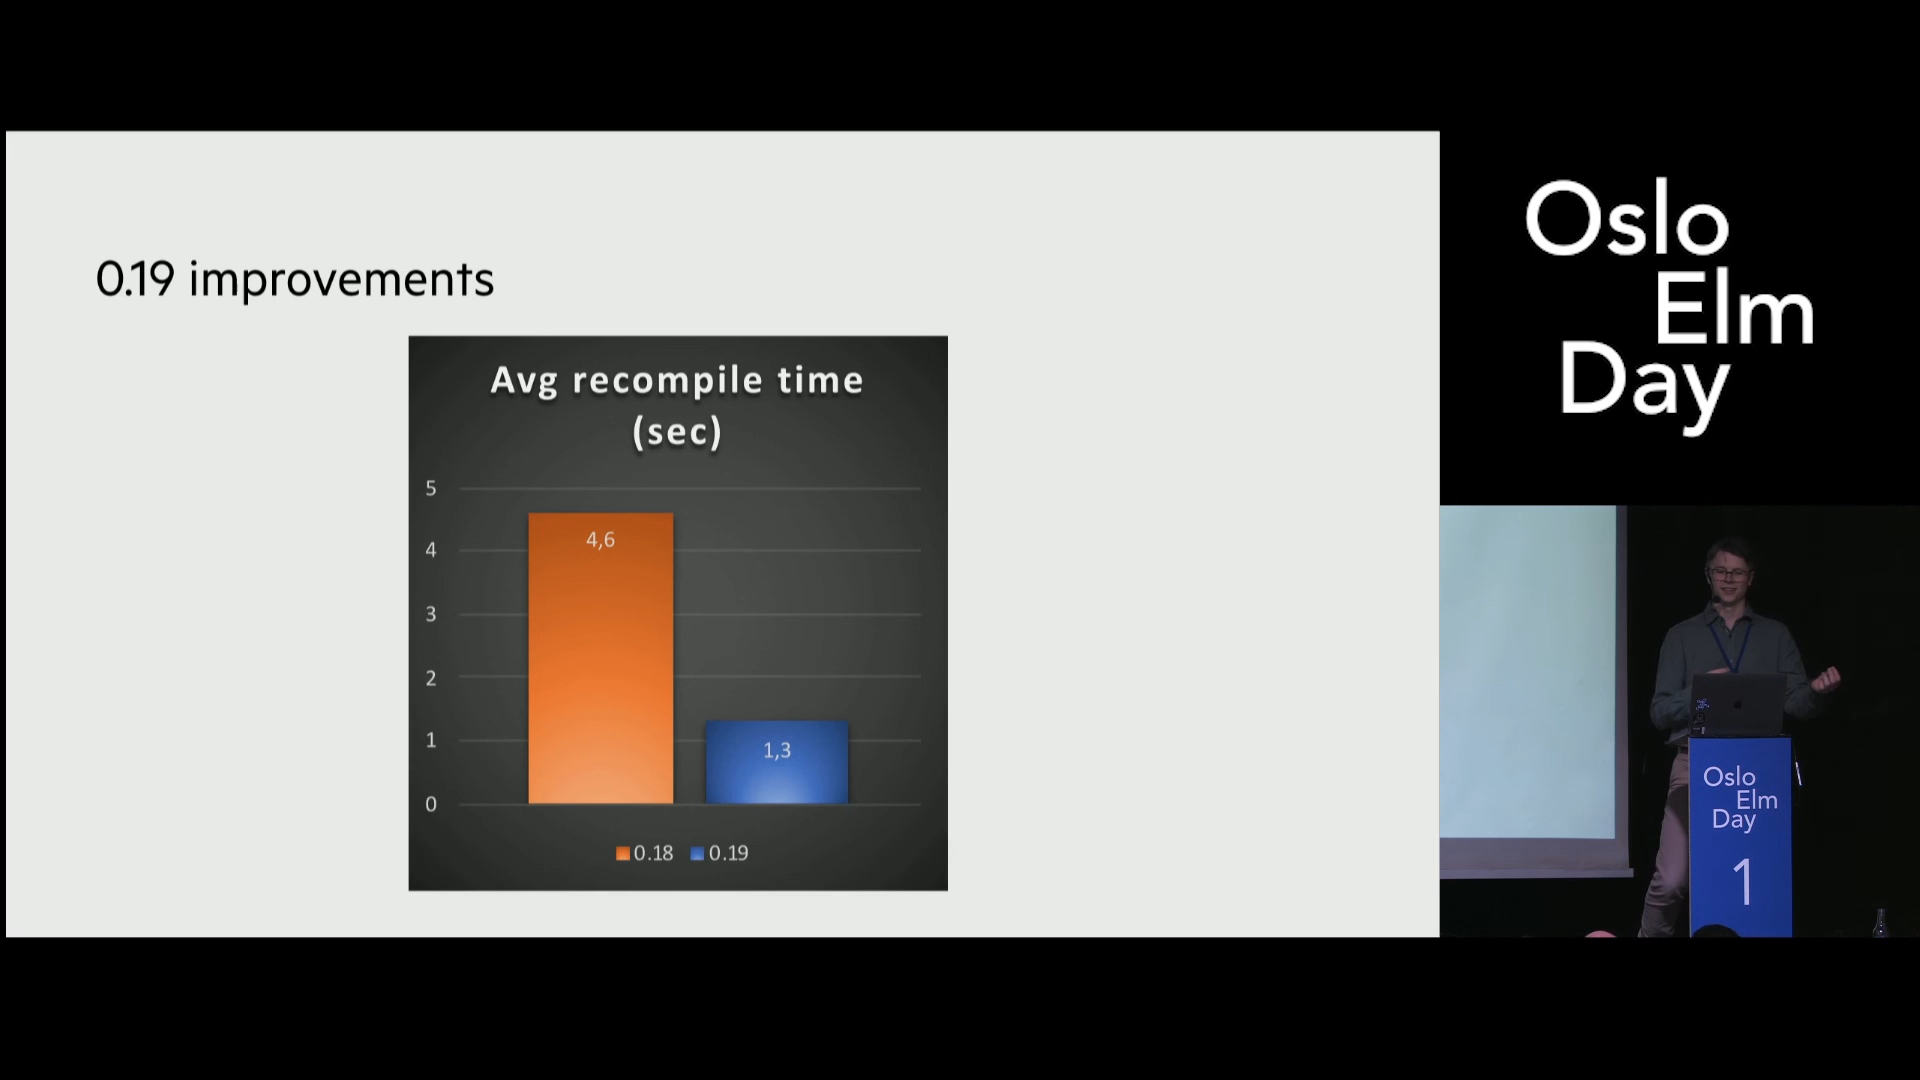 0.19 improvements
Avg recompile time
(sec)
5
4
3
2
1
0
4,6
1,3
0.18
0.19
Oslo
Elm
Day
Oslo
Elm
Day
1